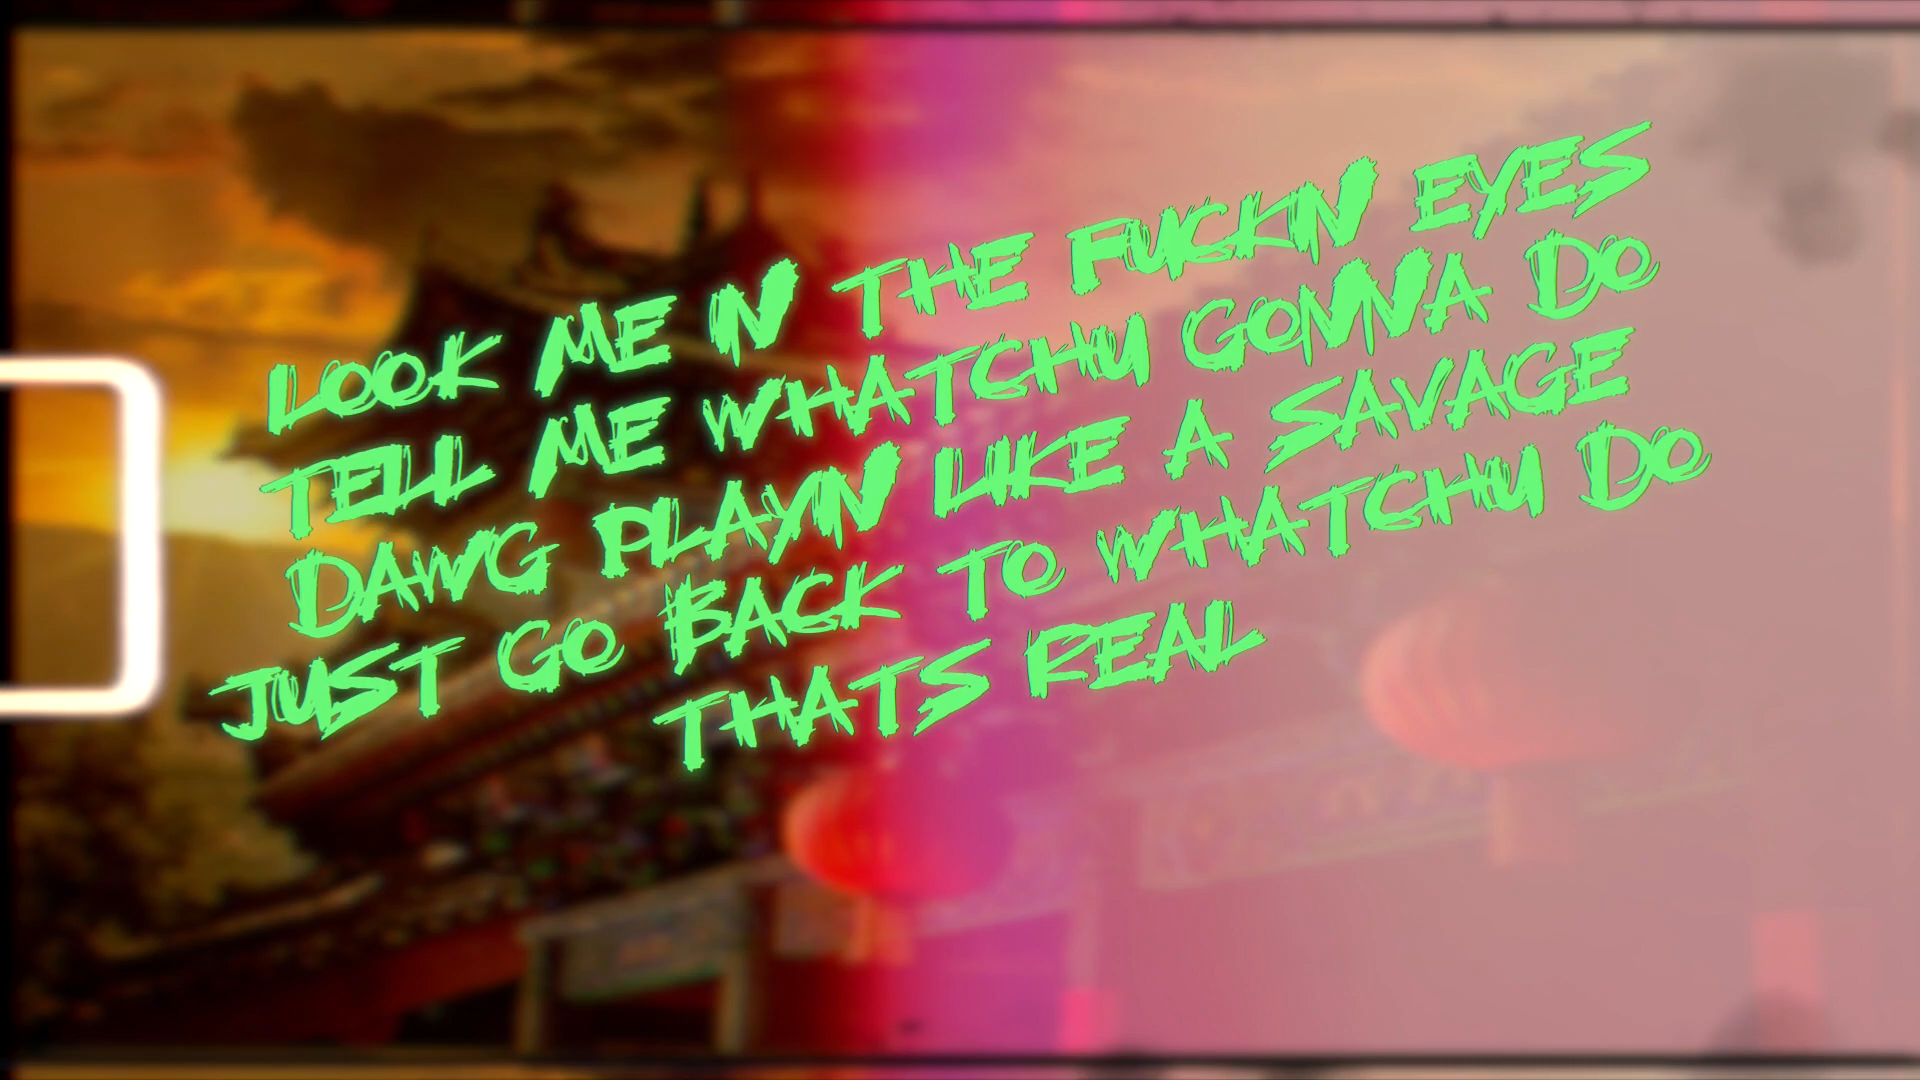 LOOK ME IN THE FUCKIN EYES
TELL ME WHATCHU GONNA DO
DAWG PLAYIN LIKE A SAVAGE
JUST GO BACK TO WHATCHU DO
THATS REAL